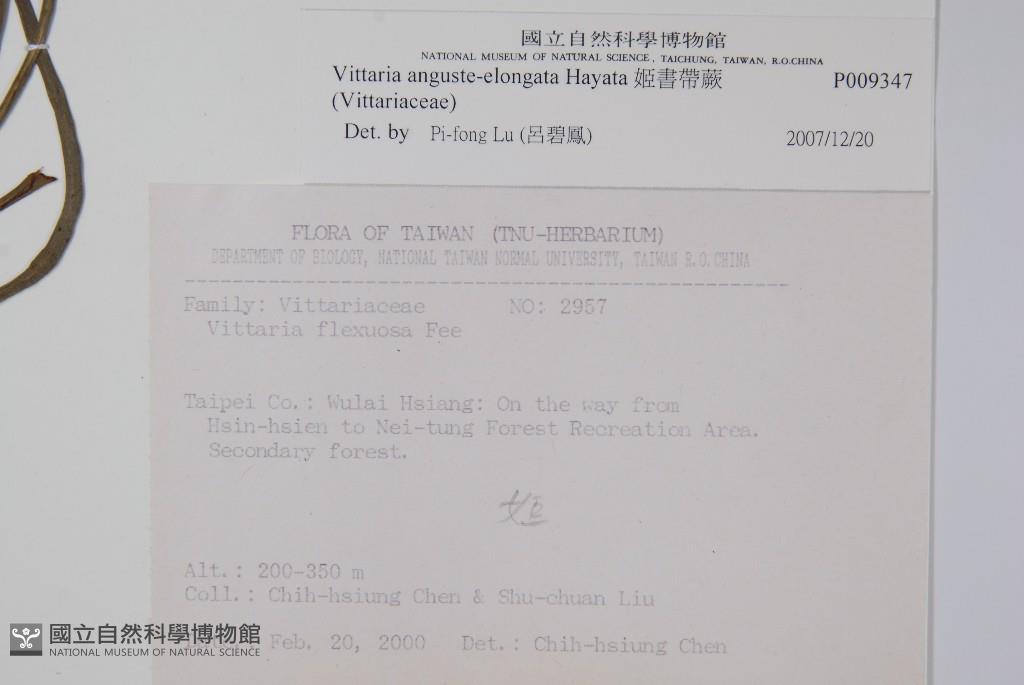 國立自然科學博物館
NATIONAL MUSEUM OF NATURAL SCIENCE, TAICHUNG, TAIWAN, R.O.CHINA
Vittaria anguste-elongata Hayata 姬書帶蕨 P009347
(Vittariaceae)
Det. by Pi-fong Lu (呂碧鳳) 2007/12/20
FLORA OF TAIWAN (TNU-HERBARIUM)
DEPARTMENT OF BIOLOGY, NATIONAL TAIWAN NORMAL UNIVERSITY, TAIWAN R.O.CHINA
Family: Vittariaceae NO: 2957
Vittaria flexuosa Fee
Taipei Co.: Wulai Hsiang: On the way from
Hsin-hsien to Nei-tung Forest Recreation Area.
Secondary forest.
姬
Alt.: 200-350 m
Coll.: Chih-hsiung Chen & Shu-chuan Liu
Feb. 20, 2000 Det.: Chih-hsiung Chen
國立自然科學博物館
NATIONAL MUSEUM OF NATURAL SCIENCE